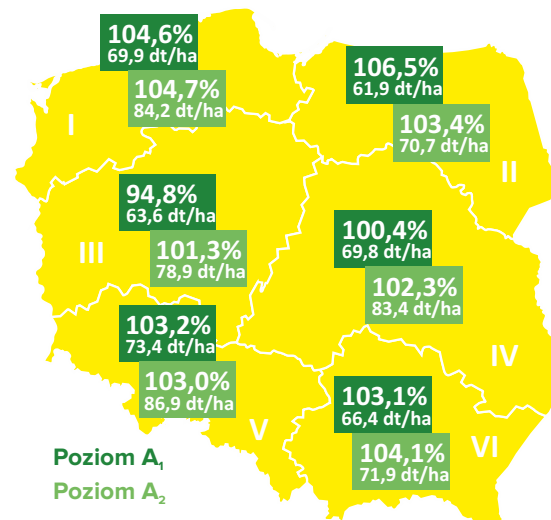 104,6%
69,9 dt/ha
104,7%
84,2 dt/ha
I
106,5%
61,9 dt/ha
103,4%
70,7 dt/ha
II
94,8%
63,6 dt/ha
101,3%
78,9 dt/ha
III
100,4%
69,8 dt/ha
102,3%
83,4 dt/ha
IV
103,2%
73,4 dt/ha
103,0%
86,9 dt/ha
V
103,1%
66,4 dt/ha
104,1%
71,9 dt/ha
VI
Poziom A₁
Poziom A₂